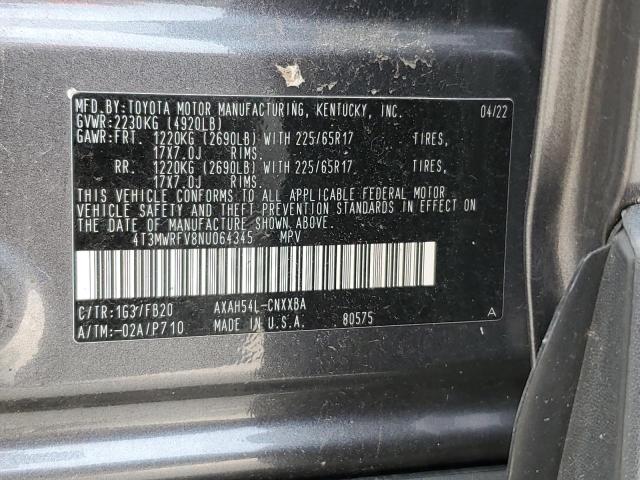 MFD.BY:TOYOTA MOTOR MANUFACTURING, KENTUCKY, INC. 04/22
GVWR:2230KG (4920LB)
GAWR:FRT. 1220KG (2690LB) WITH 225/65R17 TIRES,
17X7.0J RIMS.
RR. 1220KG (2690LB) WITH 225/65R17 TIRES,
17X7.0J RIMS.
THIS VEHICLE CONFORMS TO ALL APPLICABLE FEDERAL MOTOR
VEHICLE SAFETY AND THEFT PREVENTION STANDARDS IN EFFECT ON
THE DATE OF MANUFACTURE SHOWN ABOVE.
4T3MWRFV8NU064345 MPV
C/TR:1G3/FB20 AXAH54L-CNXXBA
A/TM:-02A/P710 MADE IN U.S.A. 80575 A